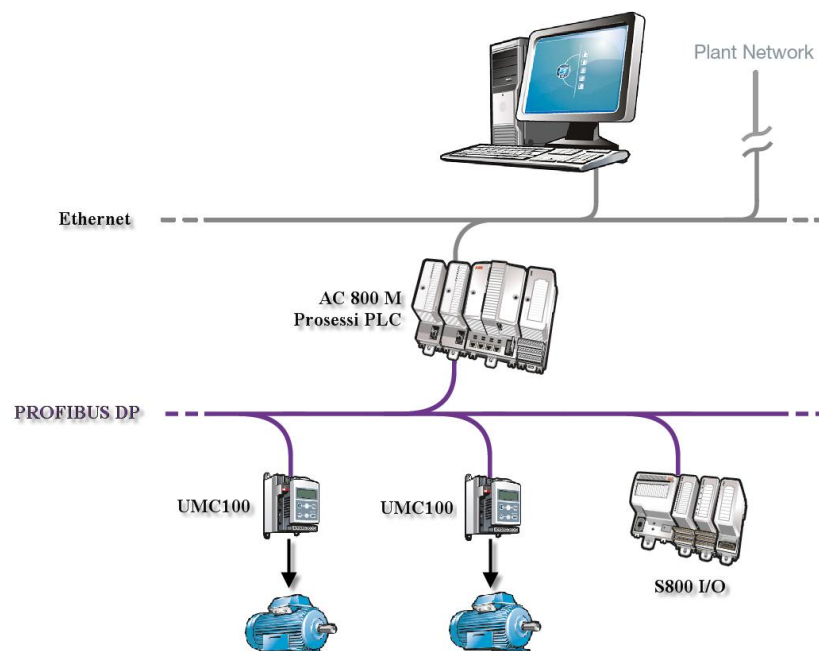 Plant Network
Ethernet
AC 800 M
Prosessi PLC
PROFIBUS DP
UMC100
UMC100
S800 I/O